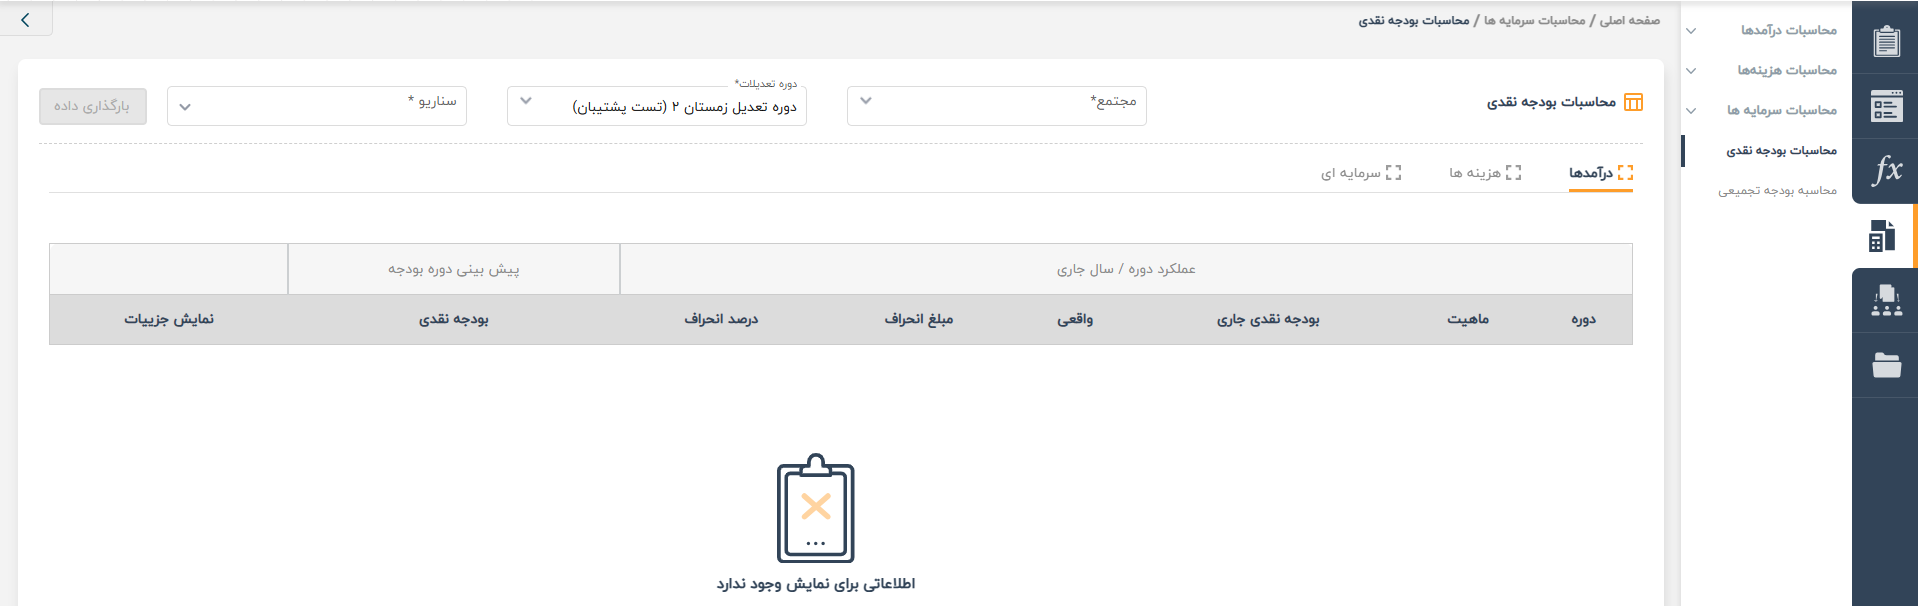 صفحه اصلی / محاسبات سرمایه ها / محاسبات بودجه نقدی
محاسبات درآمدها
محاسبات هزینه‌ها
محاسبات سرمایه ها
محاسبات بودجه نقدی
محاسبه بودجه تجمیعی
fx
محاسبات بودجه نقدی
مجتمع*
دوره تعدیلات*
دوره تعدیل زمستان ۲ (تست پشتیبان)
سناریو *
بارگذاری داده
درآمدها
هزینه ها
سرمایه ای
عملکرد دوره / سال جاری
پیش بینی دوره بودجه
دوره
ماهیت
بودجه نقدی جاری
واقعی
مبلغ انحراف
درصد انحراف
بودجه نقدی
نمایش جزییات
اطلاعاتی برای نمایش وجود ندارد